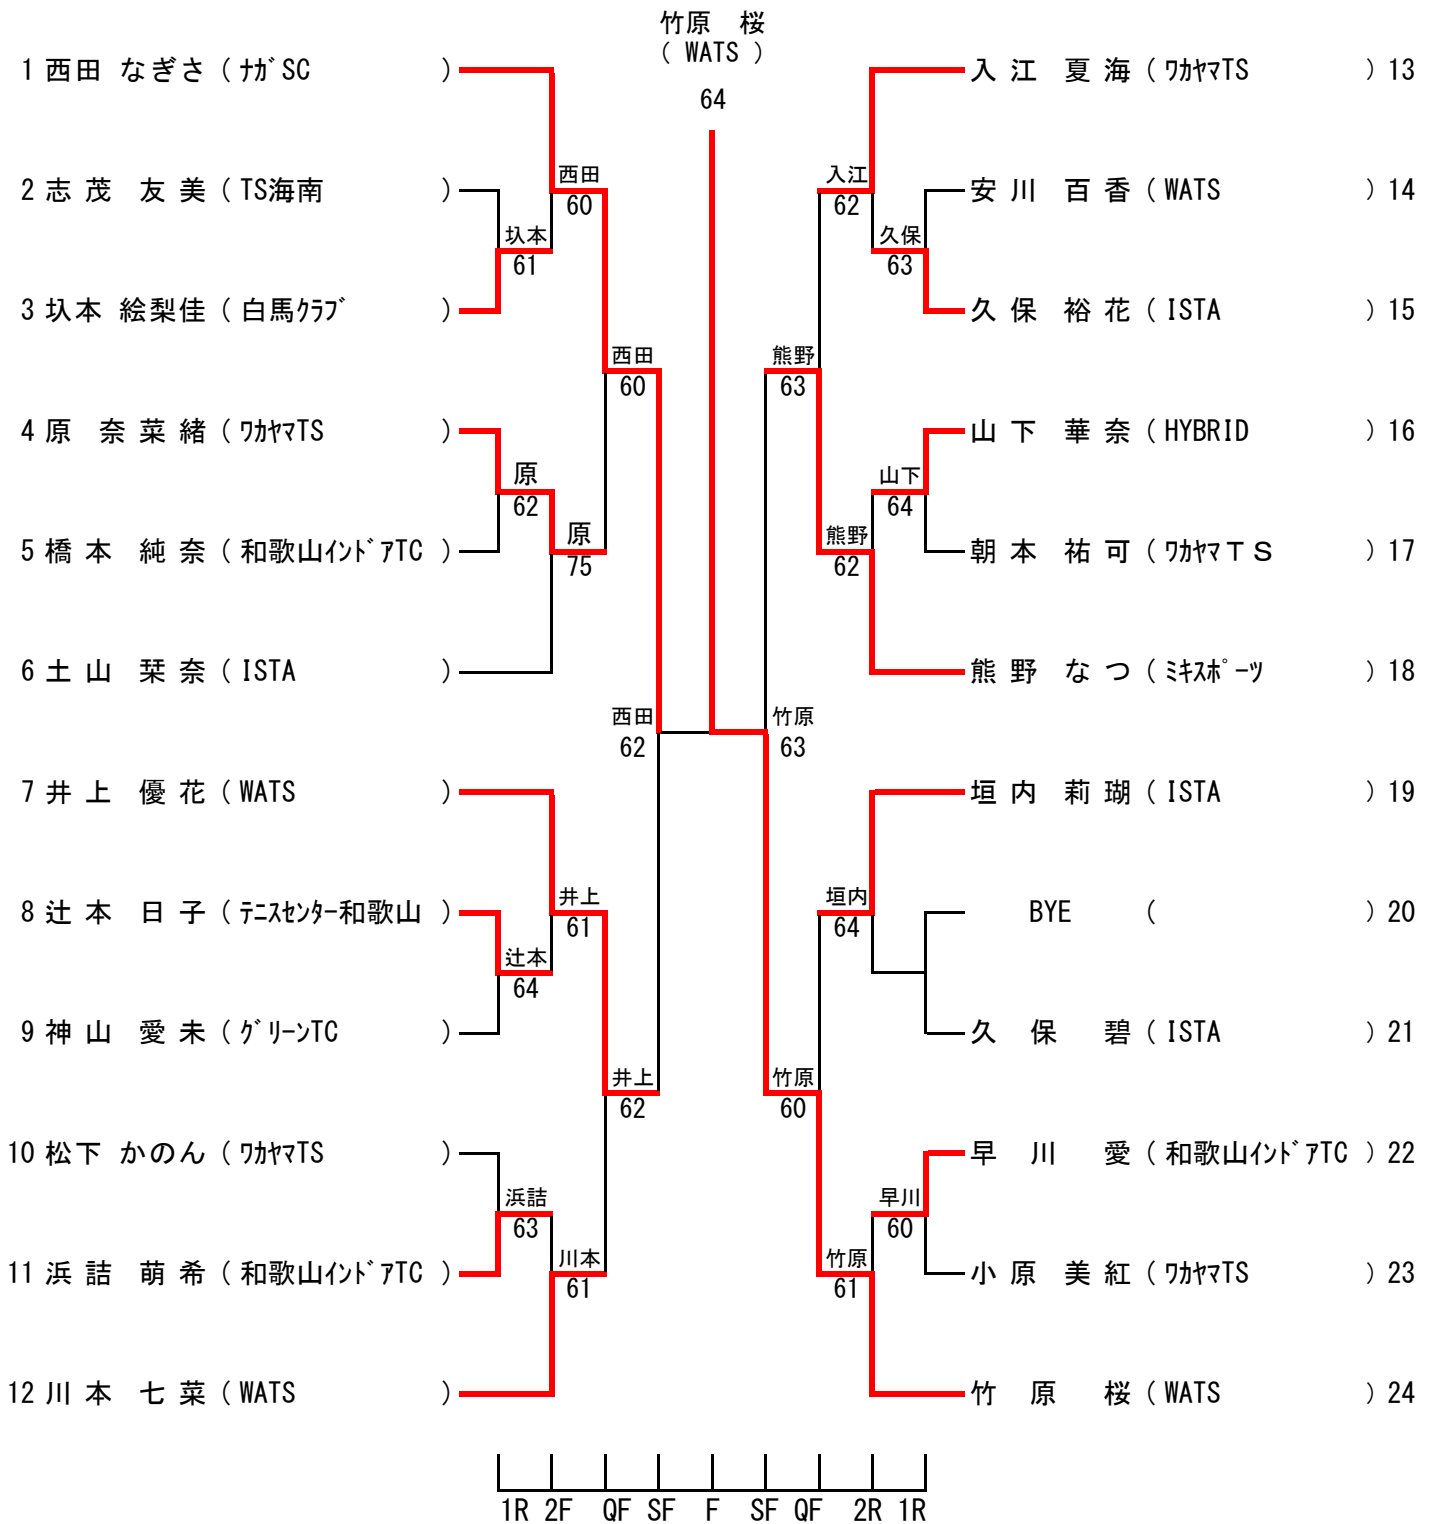 竹原 桜
( WATS )
64
1 西田 なぎさ ( ﾅｶﾞSC )
2 志茂 友美 ( TS海南 )
3 圦本 絵梨佳 ( 白馬ｸﾗﾌﾞ )
4 原 奈菜緒 ( ﾜｶﾔﾏTS )
5 橋本 純奈 ( 和歌山ｲﾝﾄﾞｱTC )
6 土山 栞奈 ( ISTA )
7 井上 優花 ( WATS )
8 辻本 日子 ( ﾃﾆｽｾﾝﾀｰ和歌山 )
9 神山 愛未 ( ｸﾞﾘｰﾝTC )
10 松下 かのん ( ﾜｶﾔﾏTS )
11 浜詰 萌希 ( 和歌山ｲﾝﾄﾞｱTC )
12 川本 七菜 ( WATS )
圦本
61
原
62
辻本
64
浜詰
63
西田
60
原
75
井上
61
川本
61
西田
60
井上
62
西田
62
竹原
63
熊野
63
竹原
60
入江
62
熊野
62
垣内
64
竹原
61
久保
63
山下
64
早川
60
入江 夏海 ( ﾜｶﾔﾏTS ) 13
安川 百香 ( WATS ) 14
久保 裕花 ( ISTA ) 15
山下 華奈 ( HYBRID ) 16
朝本 祐可 ( ﾜｶﾔﾏＴＳ ) 17
熊野 なつ ( ﾐｷｽﾎﾟｰﾂ ) 18
垣内 莉瑚 ( ISTA ) 19
BYE ( ) 20
久保 碧 ( ISTA ) 21
早川 愛 ( 和歌山ｲﾝﾄﾞｱTC ) 22
小原 美紅 ( ﾜｶﾔﾏTS ) 23
竹原 桜 ( WATS ) 24
1R 2F QF SF F SF QF 2R 1R